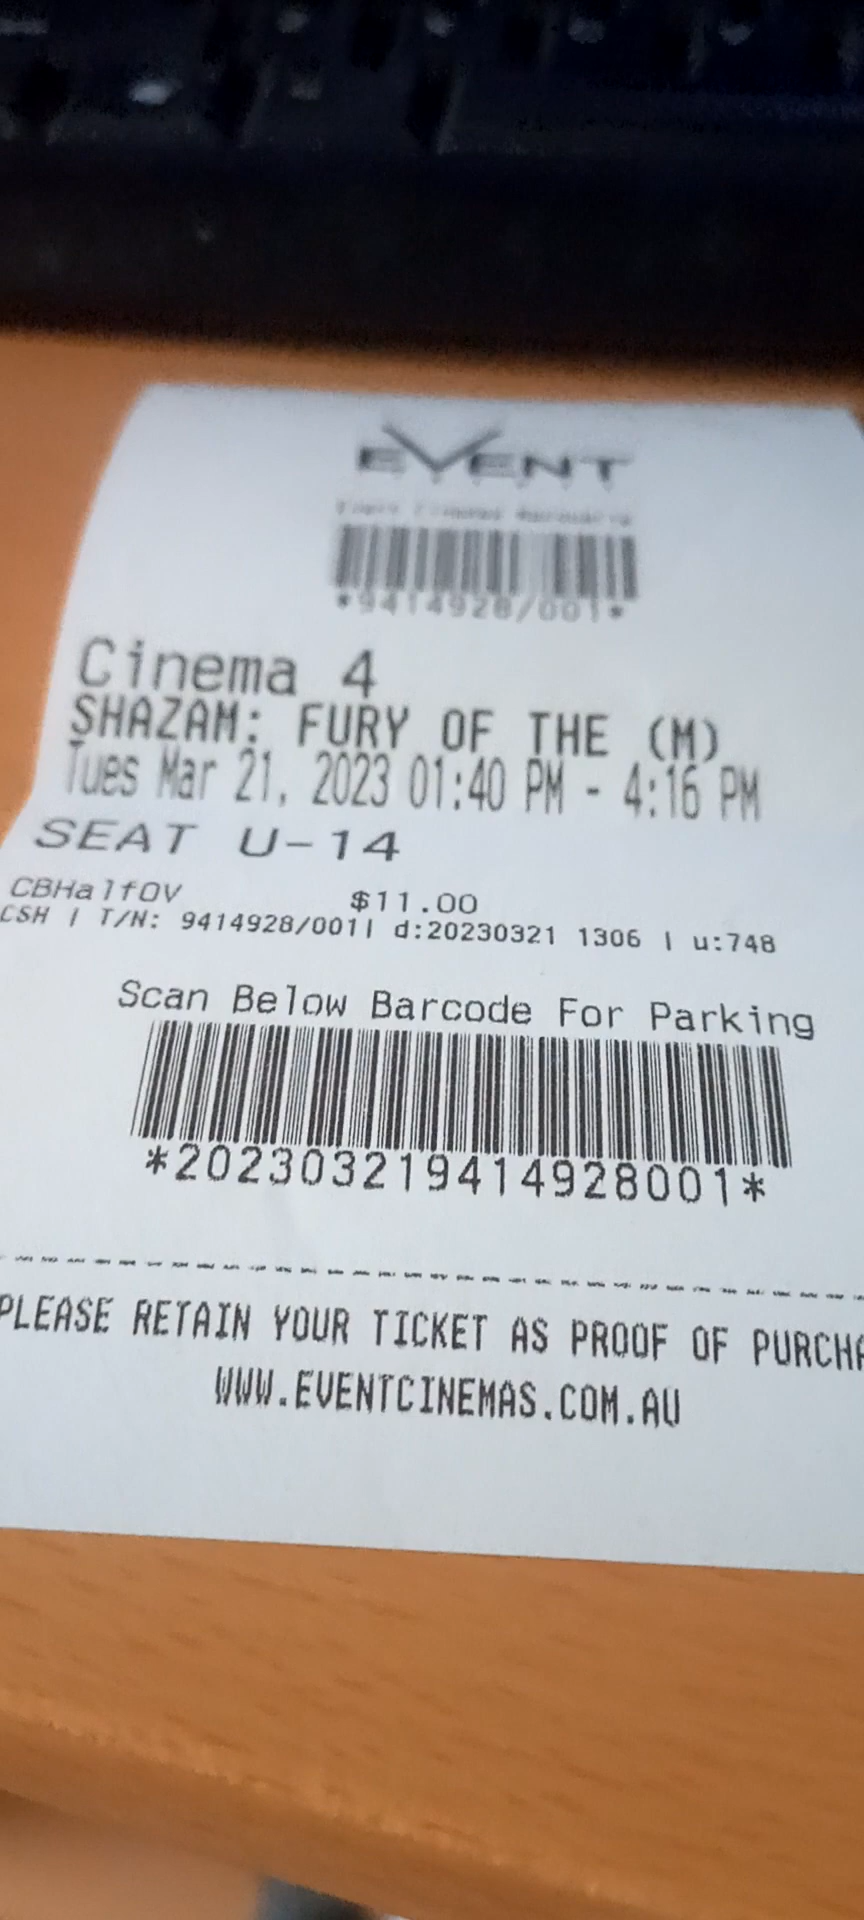 EVENT
*9414928/001*
Cinema 4
SHAZAM: FURY OF THE (M)
Tues Mar 21, 2023 01:40 PM - 4:16 PM
SEAT U-14
CBHalfOV $11.00
CSH | T/N: 9414928/001| d:20230321 1306 | u:748
Scan Below Barcode For Parking
*202303219414928001*
PLEASE RETAIN YOUR TICKET AS PROOF OF PURCHA
WWW.EVENTCINEMAS.COM.AU